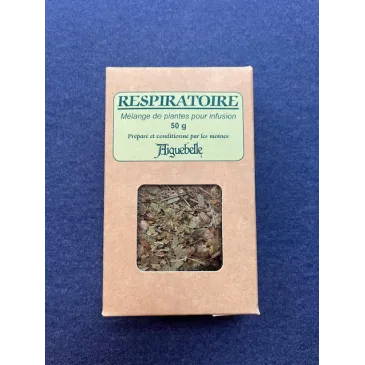 RESPIRATOIRE
Mélange de plantes pour infusion
50 g
Préparé et conditionné par les moines
Aiguebelle